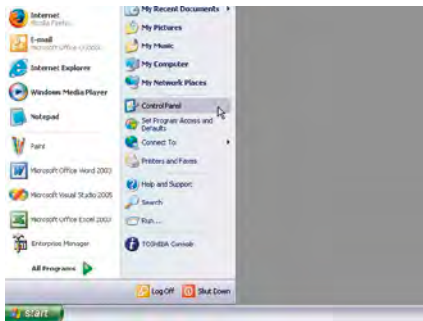 Internet
Mozilla Firefox
E-mail
Microsoft Office Outlook
Internet Explorer
Windows Media Player
Notepad
Paint
Microsoft Office Word 2003
Microsoft Visual Studio 2005
Microsoft Office Excel 2003
Enterprise Manager
All Programs
My Recent Documents
My Pictures
My Music
My Computer
My Network Places
Control Panel
Set Program Access and
Defaults
Connect To
Printers and Faxes
Help and Support
Search
Run...
TOSHIBA Console
Log Off
Shut Down
start